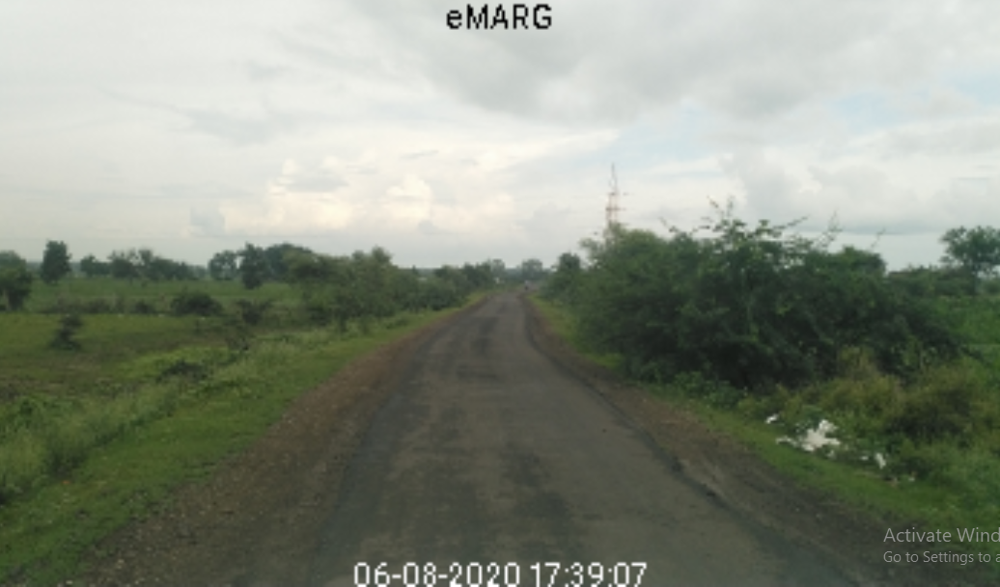 eMARG
Activate Wind
Go to Settings to a
06-08-2020 17:39:07